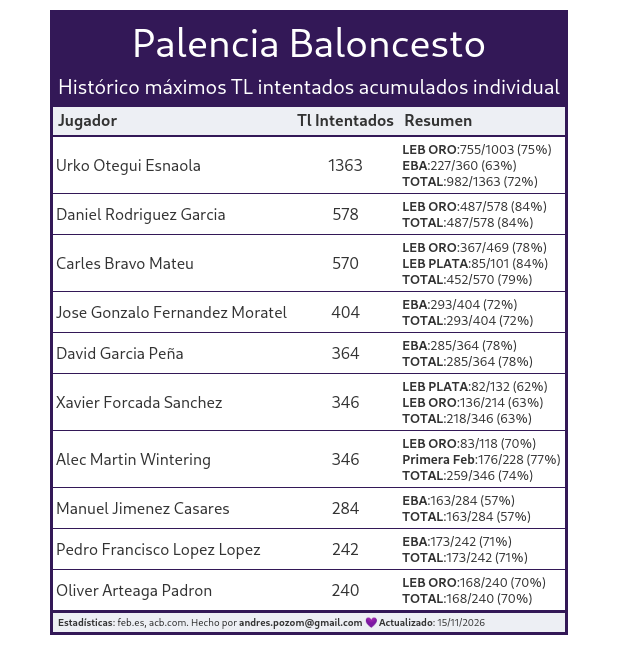 Palencia Baloncesto
Histórico máximos TL intentados acumulados individual
Jugador Tl Intentados Resumen
Urko Otegui Esnaola 1363 LEB ORO:755/1003 (75%)
EBA:227/360 (63%)
TOTAL:982/1363 (72%)
Daniel Rodriguez Garcia 578 LEB ORO:487/578 (84%)
TOTAL:487/578 (84%)
Carles Bravo Mateu 570 LEB ORO:367/469 (78%)
LEB PLATA:85/101 (84%)
TOTAL:452/570 (79%)
Jose Gonzalo Fernandez Moratel 404 EBA:293/404 (72%)
TOTAL:293/404 (72%)
David Garcia Peña 364 EBA:285/364 (78%)
TOTAL:285/364 (78%)
Xavier Forcada Sanchez 346 LEB PLATA:82/132 (62%)
LEB ORO:136/214 (63%)
TOTAL:218/346 (63%)
Alec Martin Wintering 346 LEB ORO:83/118 (70%)
Primera Feb:176/228 (77%)
TOTAL:259/346 (74%)
Manuel Jimenez Casares 284 EBA:163/284 (57%)
TOTAL:163/284 (57%)
Pedro Francisco Lopez Lopez 242 EBA:173/242 (71%)
TOTAL:173/242 (71%)
Oliver Arteaga Padron 240 LEB ORO:168/240 (70%)
TOTAL:168/240 (70%)
Estadísticas: feb.es, acb.com. Hecho por andres.pozom@gmail.com 💜 Actualizado: 15/11/2026